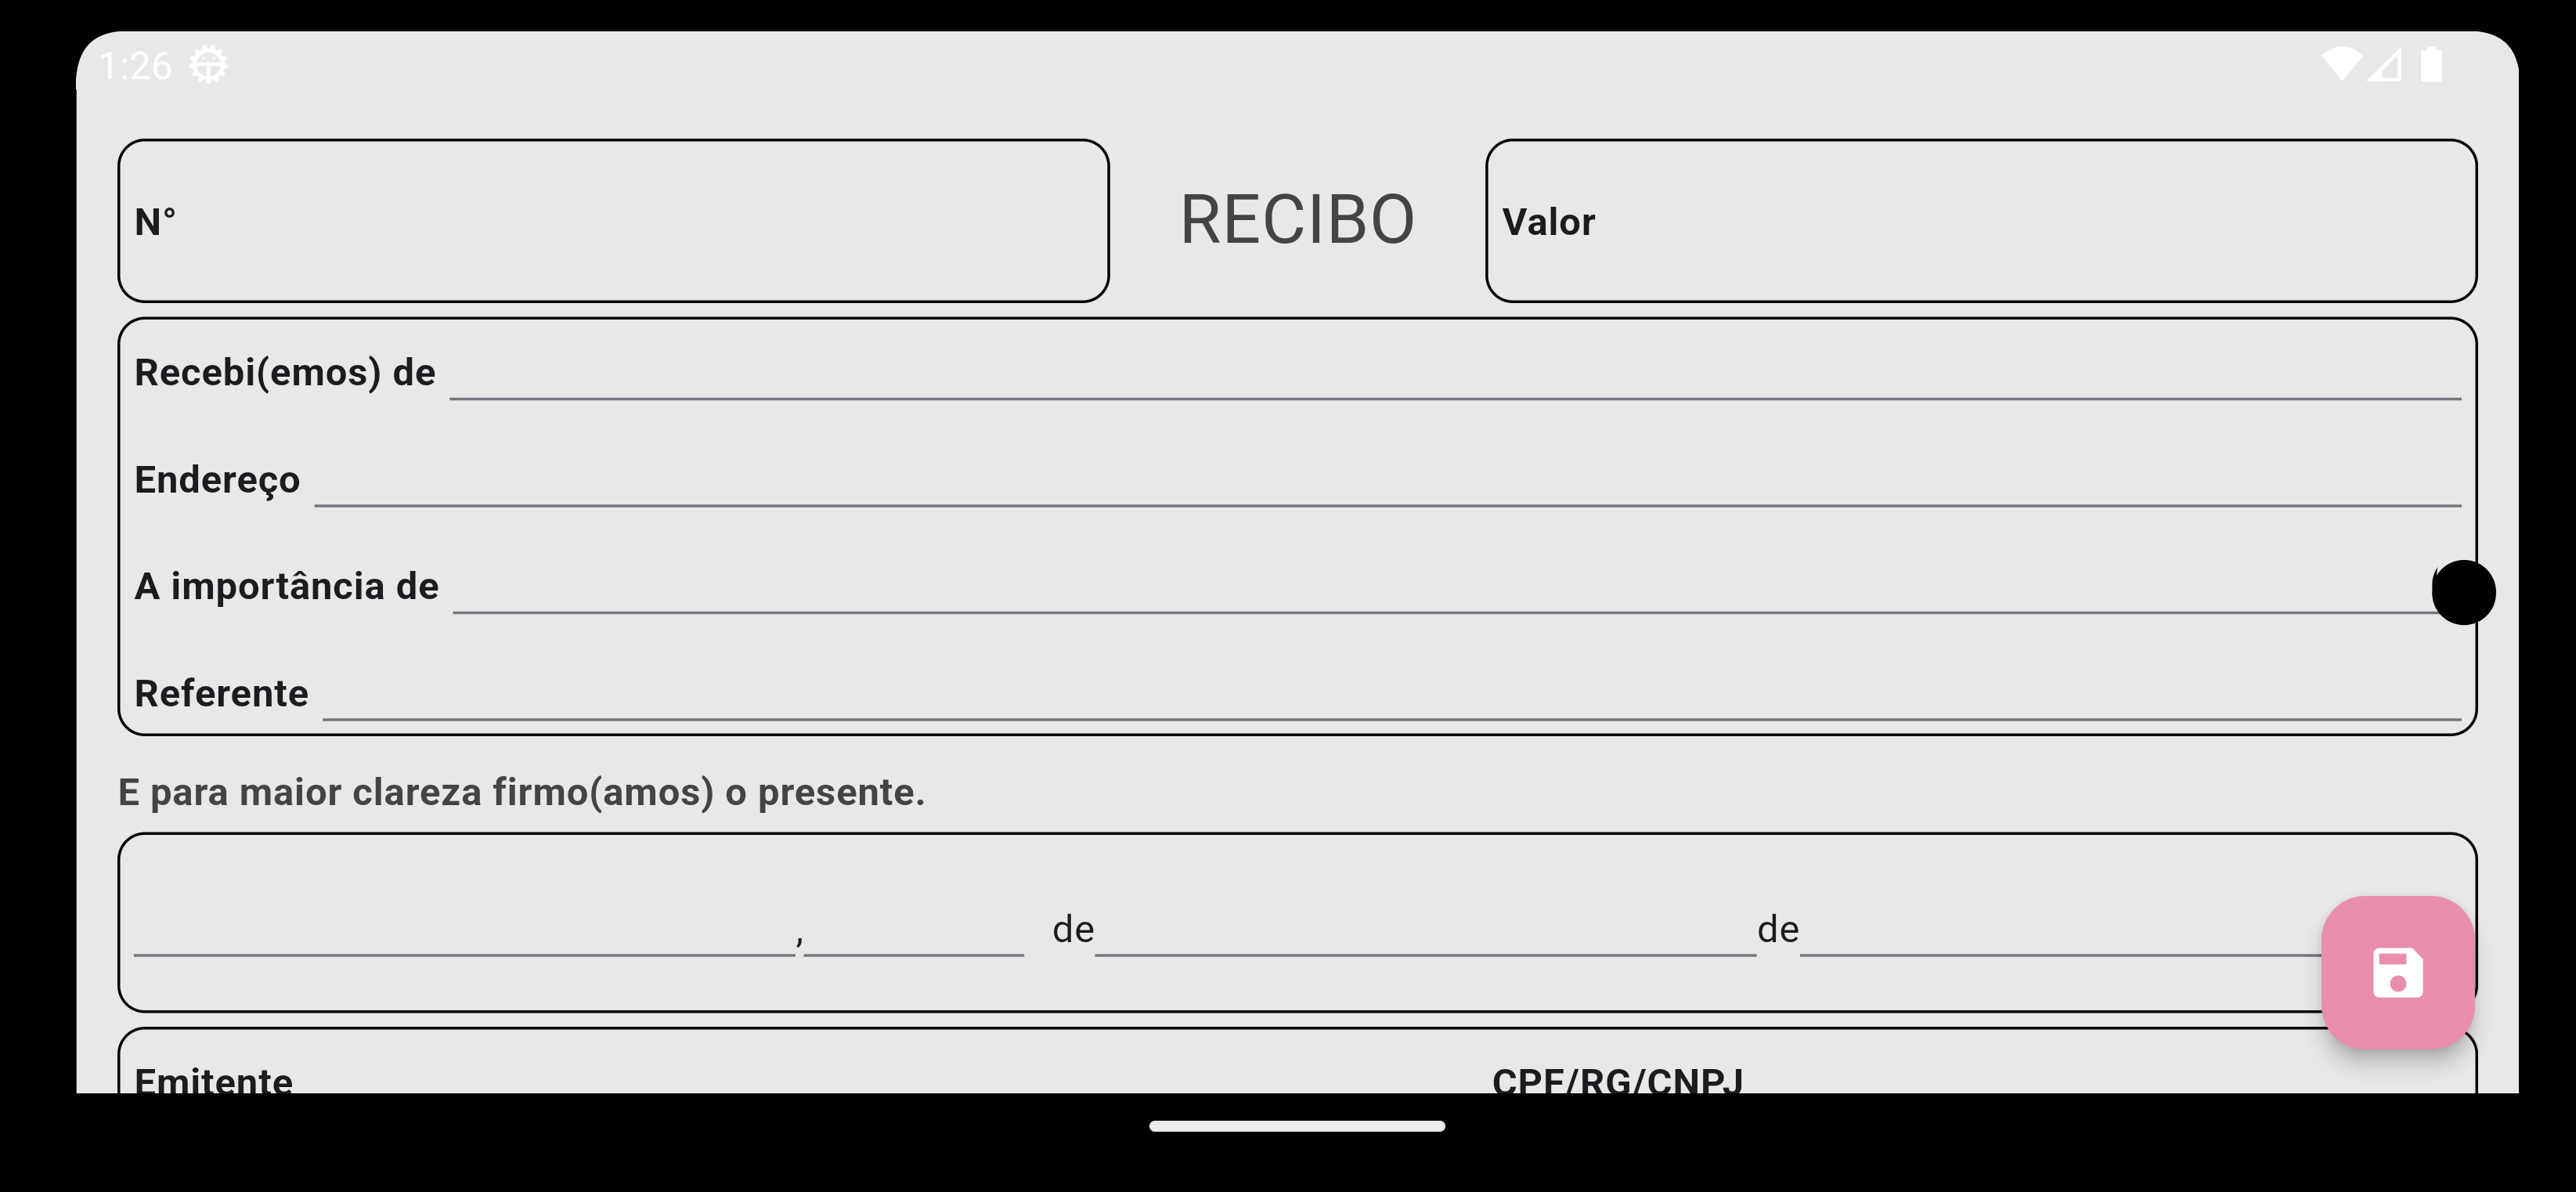 1:26
N° RECIBO Valor
Recebi(emos) de
Endereço
A importância de
Referente
E para maior clareza firmo(amos) o presente.
, de de
Emitente CPF/RG/CNPJ